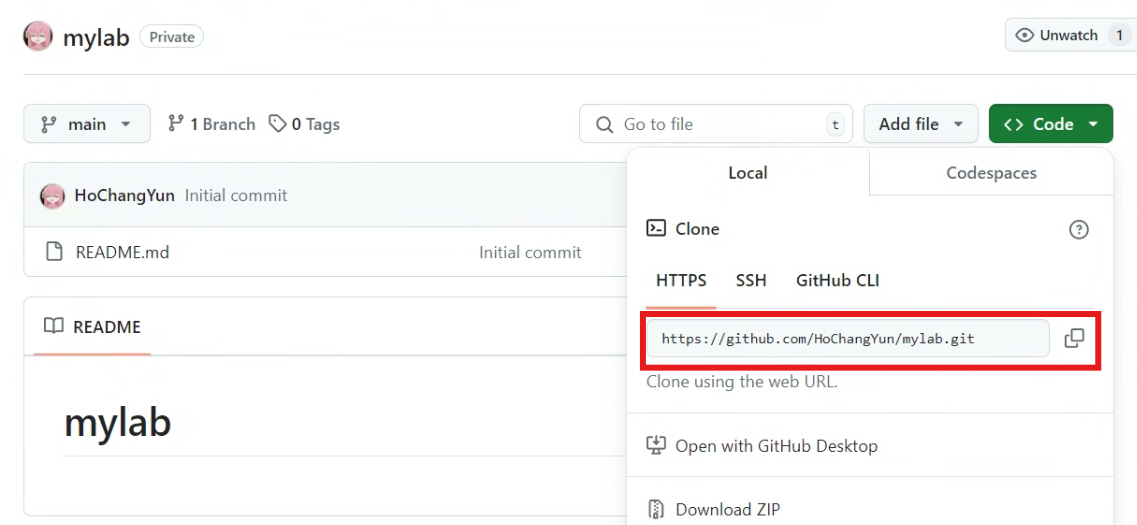 mylab Private Unwatch 1
main 1 Branch 0 Tags Go to file t Add file <> Code
HoChangYun Initial commit
README.md Initial commit
README
mylab
Local Codespaces
Clone
HTTPS SSH GitHub CLI
https://github.com/HoChangYun/mylab.git
Clone using the web URL.
Open with GitHub Desktop
Download ZIP